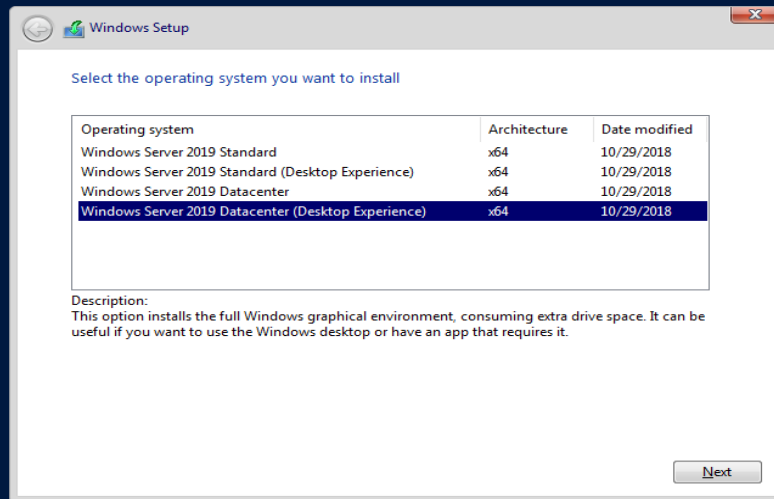 Windows Setup
Select the operating system you want to install
Operating system Architecture Date modified
Windows Server 2019 Standard x64 10/29/2018
Windows Server 2019 Standard (Desktop Experience) x64 10/29/2018
Windows Server 2019 Datacenter x64 10/29/2018
Windows Server 2019 Datacenter (Desktop Experience) x64 10/29/2018
Description:
This option installs the full Windows graphical environment, consuming extra drive space. It can be
useful if you want to use the Windows desktop or have an app that requires it.
Next